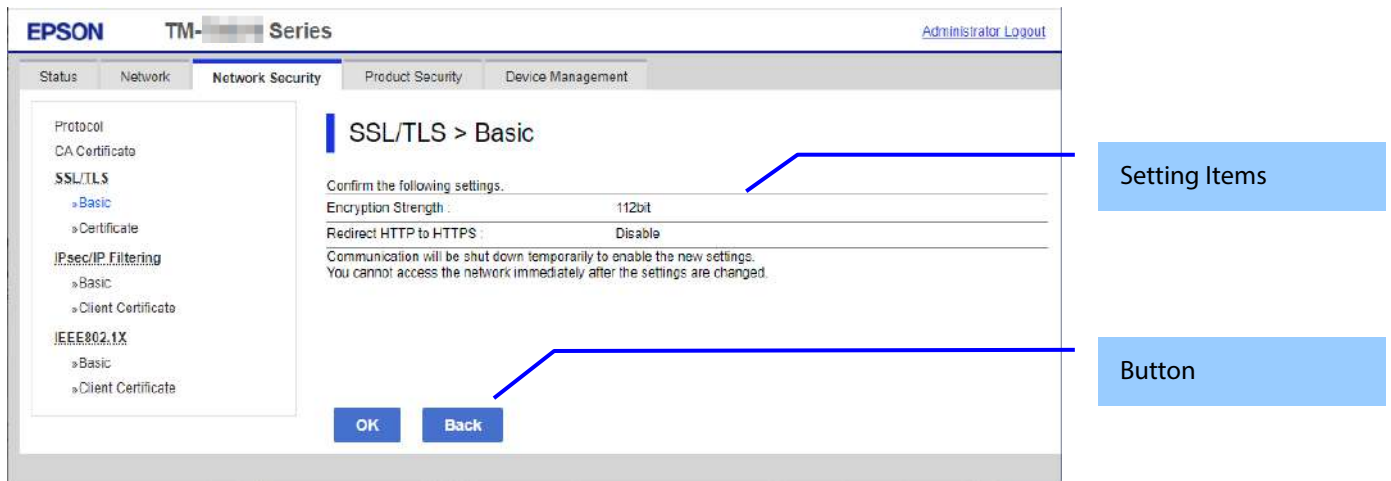 EPSON TM- Series Administrator Logout
Status Network Network Security Product Security Device Management
Protocol
CA Certificate
SSL/TLS
»Basic
»Certificate
IPsec/IP Filtering
»Basic
»Client Certificate
IEEE802.1X
»Basic
»Client Certificate
SSL/TLS > Basic
Confirm the following settings.
Encryption Strength : 112bit
Redirect HTTP to HTTPS : Disable
Communication will be shut down temporarily to enable the new settings.
You cannot access the network immediately after the settings are changed.
OK Back
Setting Items
Button